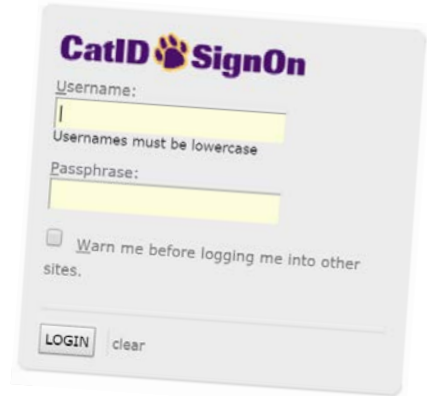 CatID SignOn
Username:
Usernames must be lowercase
Passphrase:
Warn me before logging me into other
sites.
LOGIN clear